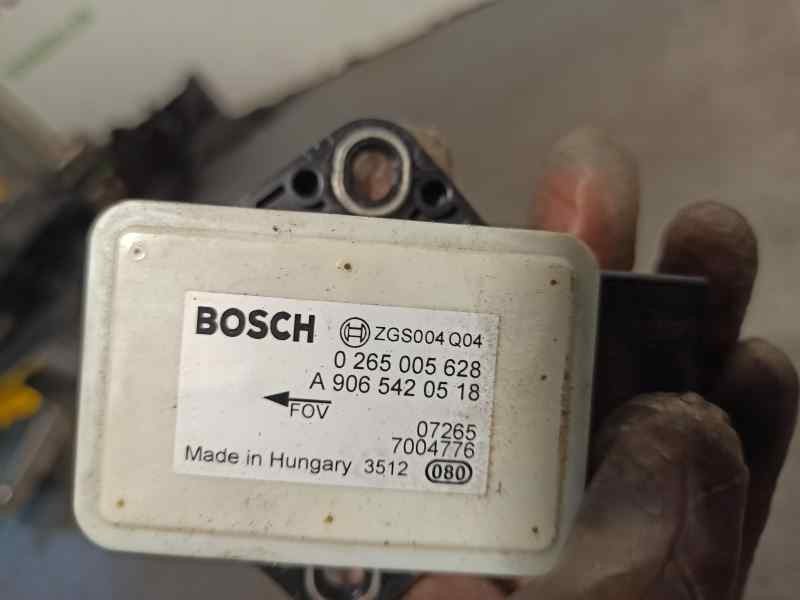 BOSCH ZGS004 Q04
0 265 005 628
A 906 542 05 18
FOV
07265
7004776
Made in Hungary 3512 080